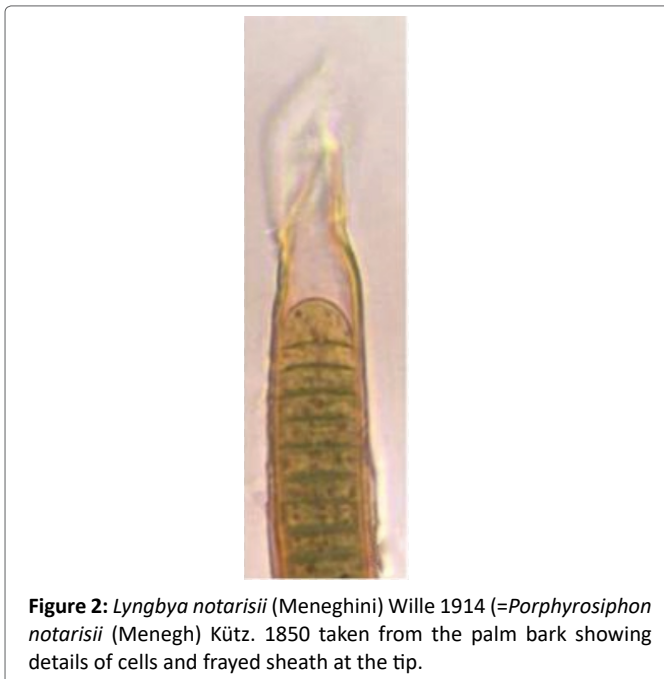 Figure 2: Lyngbya notarisii (Meneghini) Wille 1914 (=Porphyrosiphon
notarisii (Menegh) Kütz. 1850 taken from the palm bark showing
details of cells and frayed sheath at the tip.